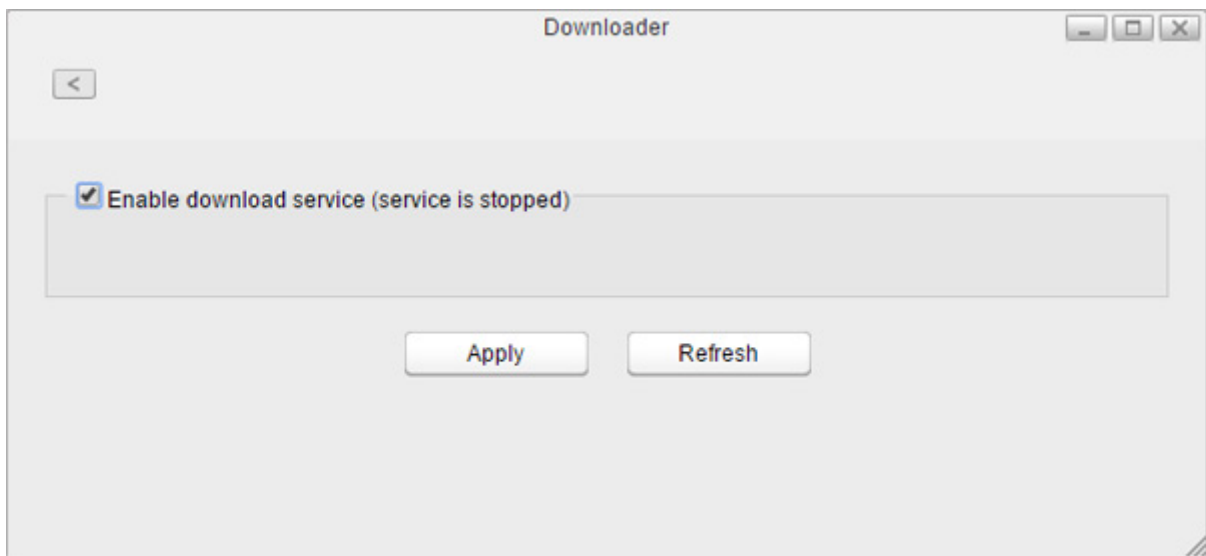 Downloader
<
Enable download service (service is stopped)
Apply
Refresh